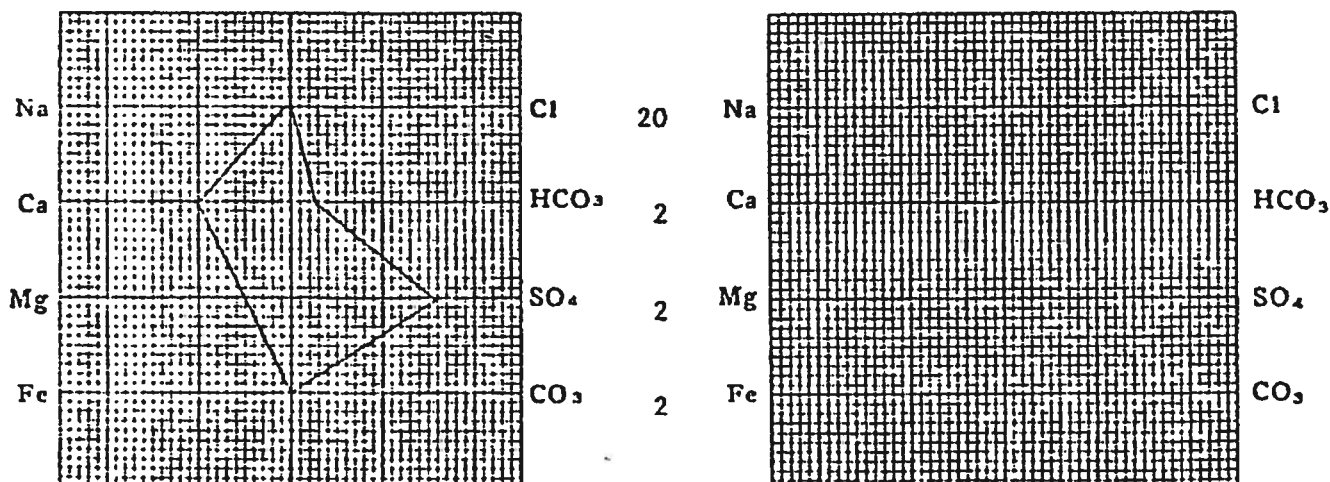 Na Cl 20 Na Cl
Ca HCO₃ 2 Ca HCO₃
Mg SO₄ 2 Mg SO₄
Fe CO₃ 2 Fe CO₃